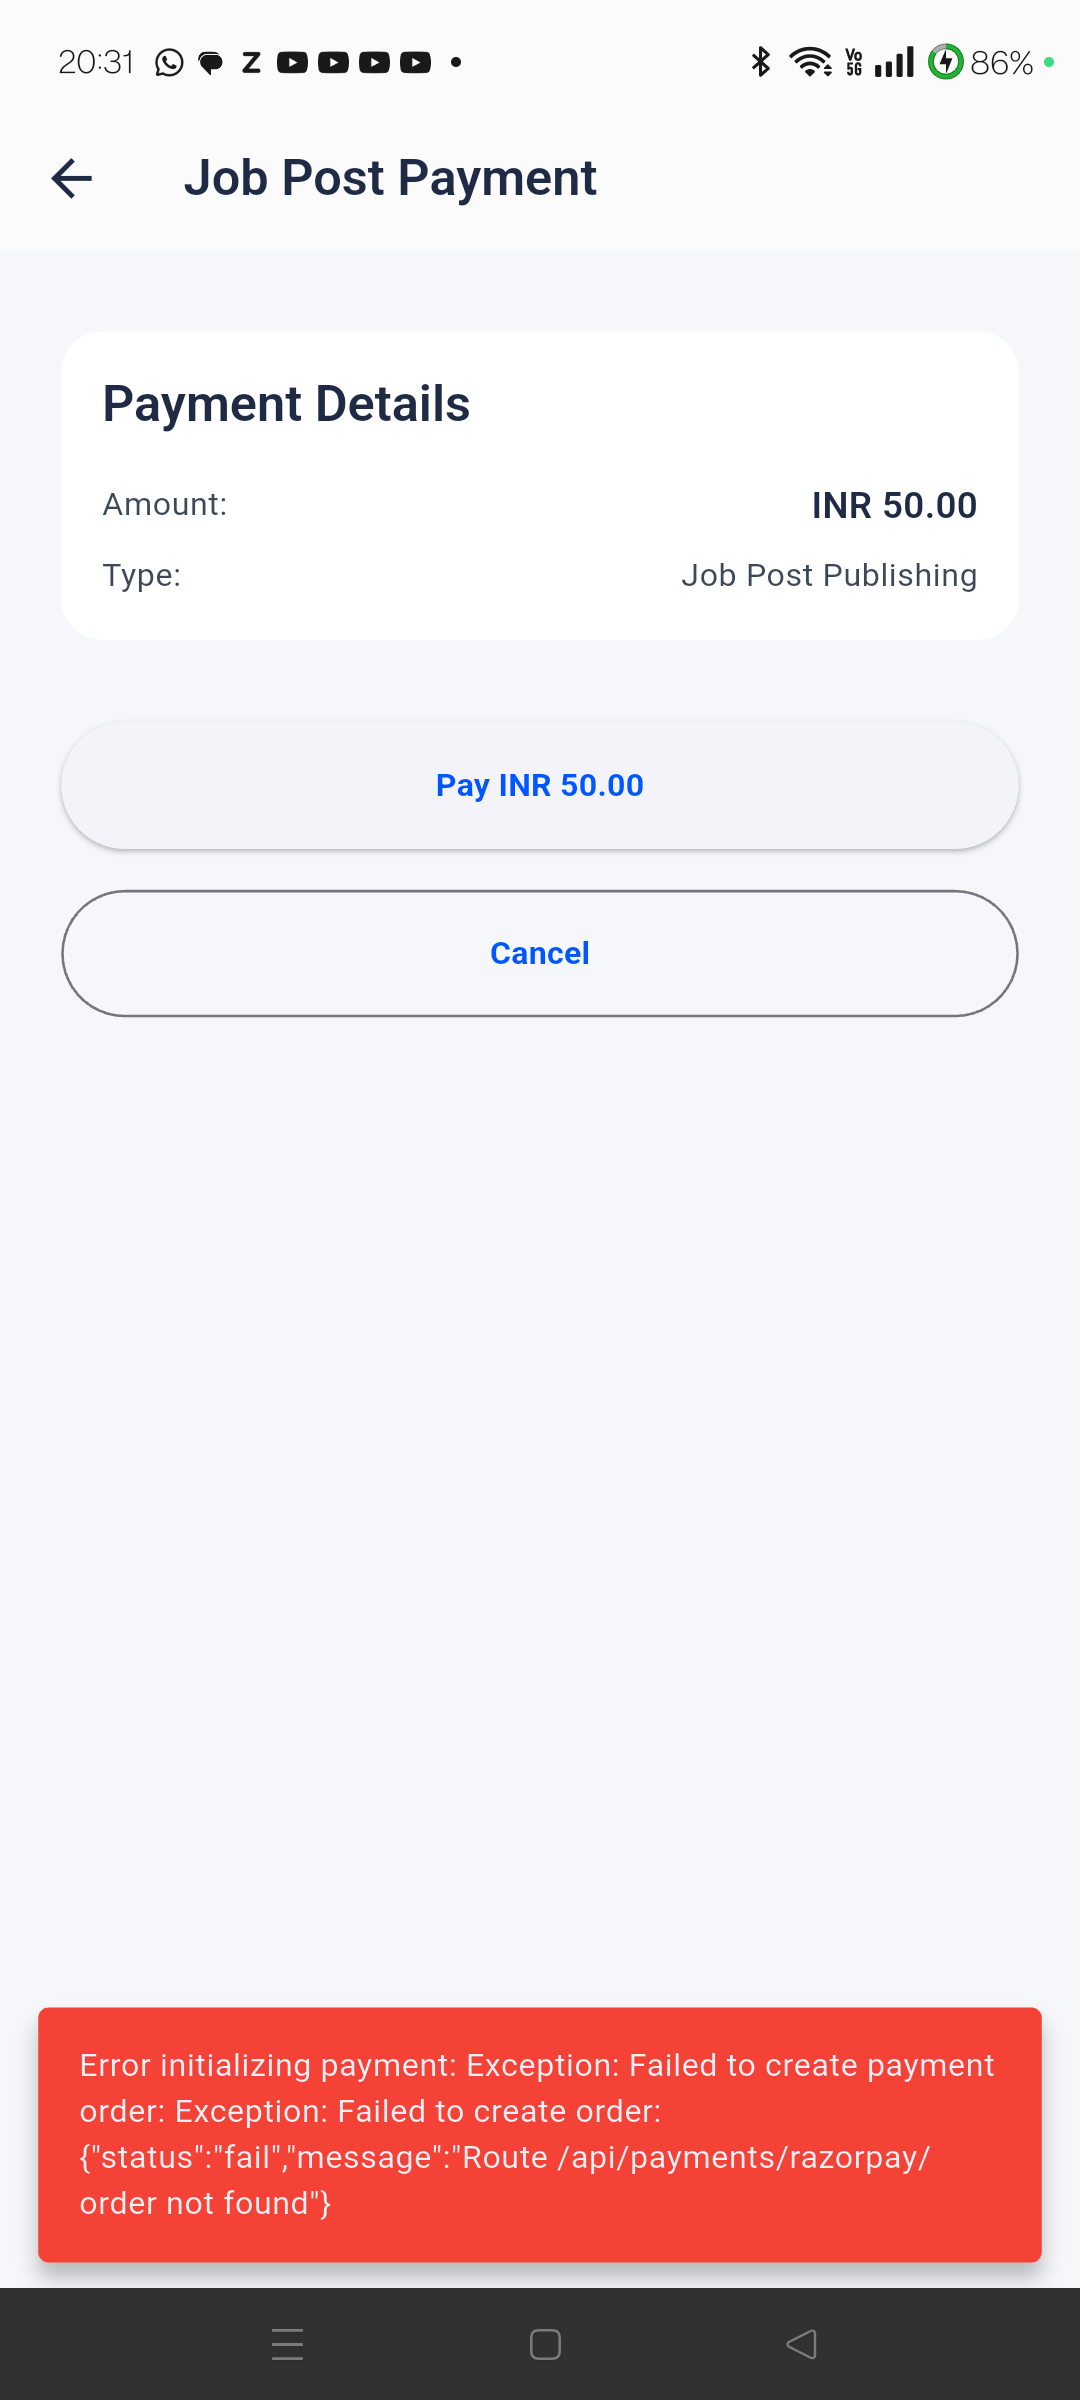 20:31 Z Vo 5G 86%
Job Post Payment
Payment Details
Amount: INR 50.00
Type: Job Post Publishing
Pay INR 50.00
Cancel
Error initializing payment: Exception: Failed to create payment
order: Exception: Failed to create order:
{"status":"fail","message":"Route /api/payments/razorpay/
order not found"}